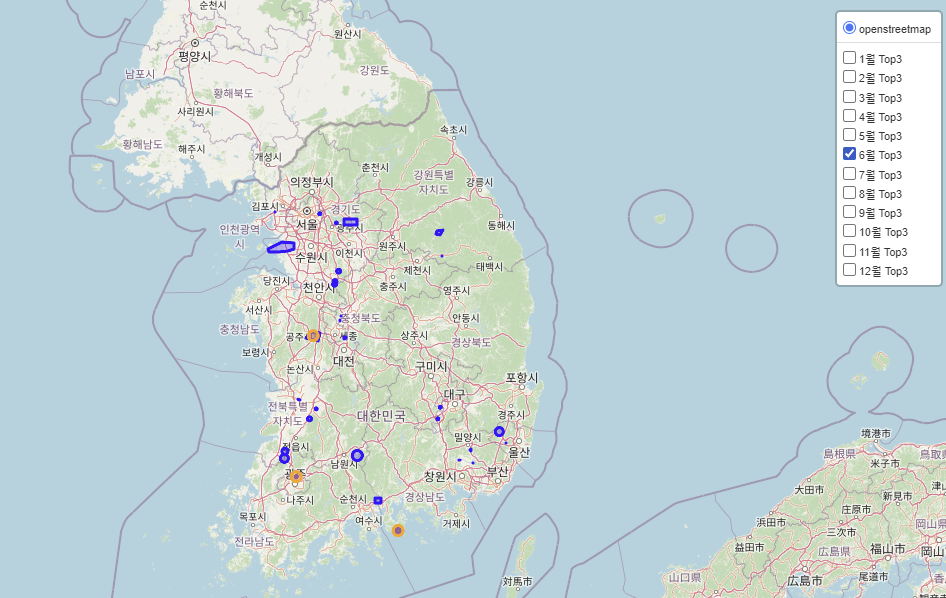 순천시
원산시
평양시
남포시
강원도
황해북도
사리원시
황해남도
해주시
개성시
속초시
춘천시
강원특별
자치도
강릉시
의정부시
김포시
경기도
서울
인천광역
시
동해시
수원시
이천시
원주시
제천시
태백시
당진시
천안시
충주시
영주시
서산시
충청북도
안동시
충청남도
공주
세종
상주시
경상북도
보령시
대전
논산시
구미시
포항시
대구
전북특별
자치도
대한민국
경주시
정읍시
밀양시
울산
남원시
광주
창원시
부산
나주시
순천시
경상남도
목포시
여수시
거제시
전라남도
対馬市
境港市
島根県
米子市
鳥取
大田市
新見市
津山
庄原市
浜田市
三次市
岡山県
益田市
広島県
福山市
岡山
山口県
広島市
尾道市
香
openstreetmap
1월 Top3
2월 Top3
3월 Top3
4월 Top3
5월 Top3
6월 Top3
7월 Top3
8월 Top3
9월 Top3
10월 Top3
11월 Top3
12월 Top3